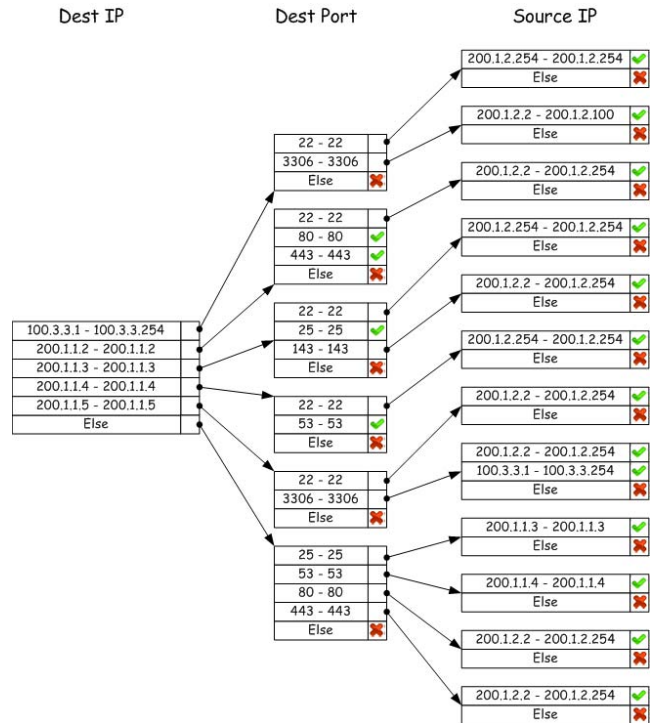 Dest IP
Dest Port
Source IP
100.3.3.1 - 100.3.3.254
200.1.1.2 - 200.1.1.2
200.1.1.3 - 200.1.1.3
200.1.1.4 - 200.1.1.4
200.1.1.5 - 200.1.1.5
Else
22 - 22
3306 - 3306
Else
22 - 22
80 - 80
443 - 443
Else
22 - 22
25 - 25
143 - 143
Else
22 - 22
53 - 53
Else
22 - 22
3306 - 3306
Else
25 - 25
53 - 53
80 - 80
443 - 443
Else
200.1.2.254 - 200.1.2.254
Else
200.1.2.2 - 200.1.2.100
Else
200.1.2.2 - 200.1.2.254
Else
200.1.2.254 - 200.1.2.254
Else
200.1.2.2 - 200.1.2.254
Else
200.1.2.254 - 200.1.2.254
Else
200.1.2.2 - 200.1.2.254
Else
200.1.2.2 - 200.1.2.254
100.3.3.1 - 100.3.3.254
Else
200.1.1.3 - 200.1.1.3
Else
200.1.1.4 - 200.1.1.4
Else
200.1.2.2 - 200.1.2.254
Else
200.1.2.2 - 200.1.2.254
Else